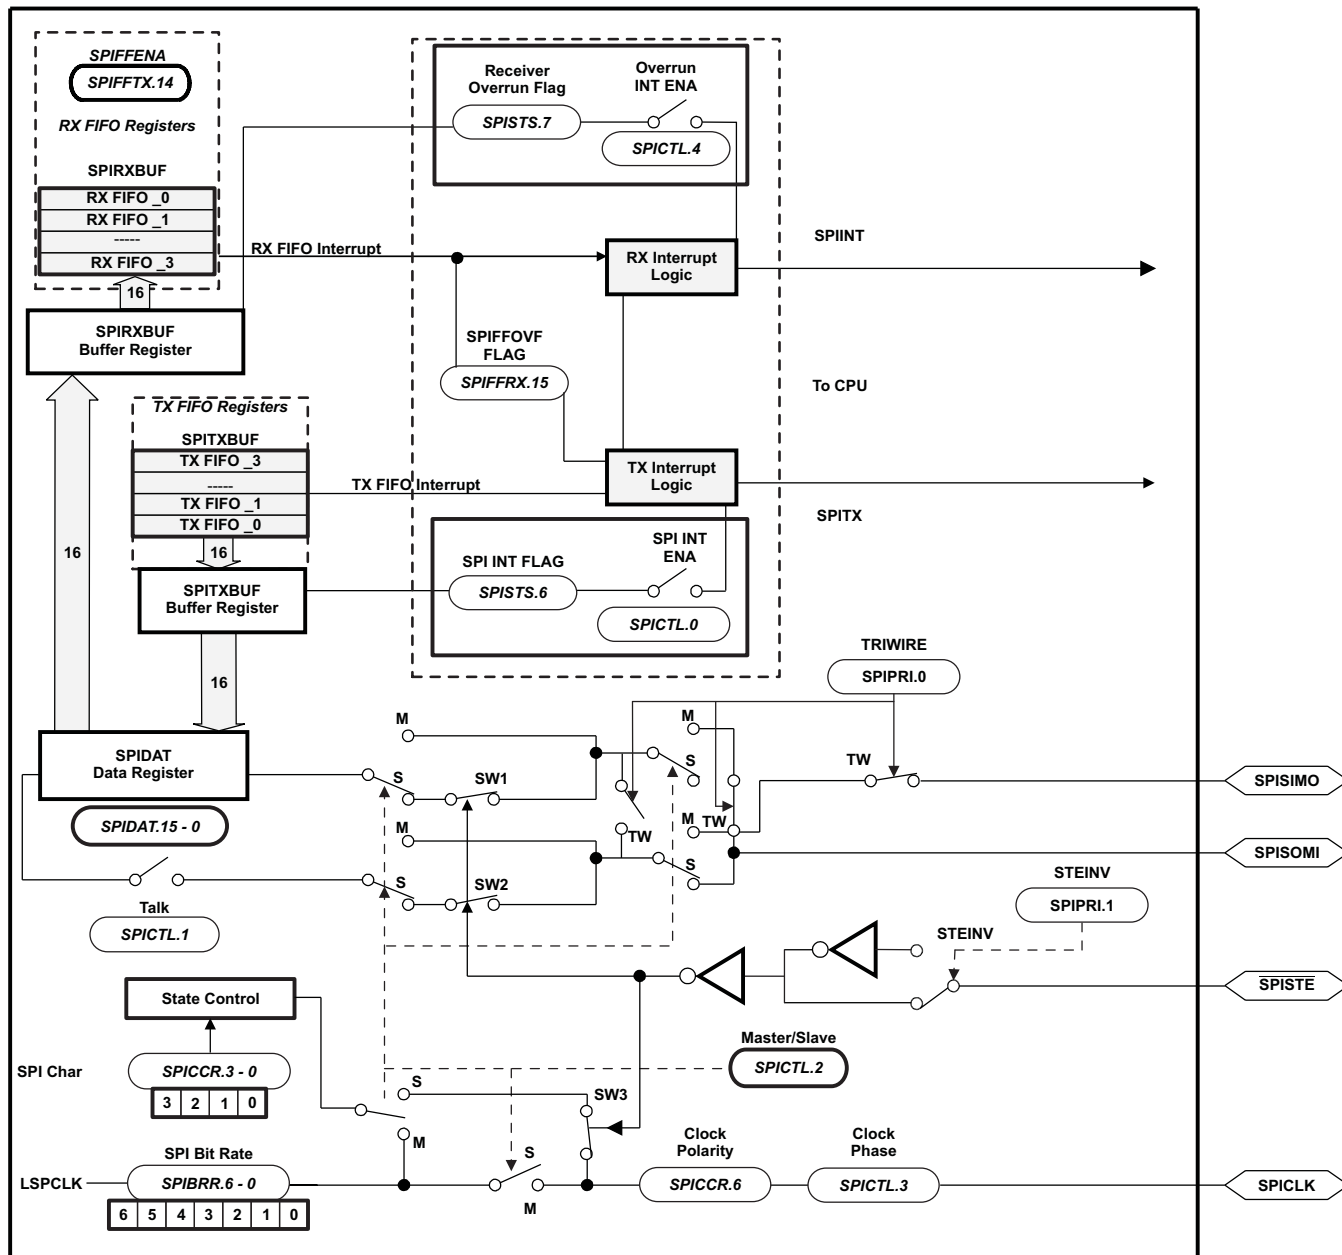 SPIFFENA
SPIFFTX.14
RX FIFO Registers
SPIRXBUF
RX FIFO _0
RX FIFO _1
-----
RX FIFO _3
16
SPIRXBUF
Buffer Register
Receiver
Overrun Flag
SPISTS.7
Overrun
INT ENA
SPICTL.4
RX FIFO Interrupt
RX Interrupt
Logic
SPIINT
SPIFFOVF
FLAG
SPIFFRX.15
To CPU
TX FIFO Registers
SPITXBUF
TX FIFO _3
-----
TX FIFO _1
TX FIFO _0
16
16
TX FIFO Interrupt
TX Interrupt
Logic
SPITX
SPITXBUF
Buffer Register
SPI INT FLAG
SPISTS.6
SPI INT
ENA
SPICTL.0
16
TRIWIRE
SPIPRI.0
SPIDAT
Data Register
SPIDAT.15 - 0
M
S
SW1
M
S
TW
M
TW
TW
SPISIMO
M
S
SW2
S
SPISOMI
Talk
SPICTL.1
STEINV
SPIPRI.1
STEINV
SPISTE
State Control
SPI Char
SPICCR.3 - 0
3 2 1 0
Master/Slave
SPICTL.2
S
M
SW3
SPI Bit Rate
LSPCLK
SPIBRR.6 - 0
6 5 4 3 2 1 0
S
M
Clock
Polarity
SPICCR.6
Clock
Phase
SPICTL.3
SPICLK